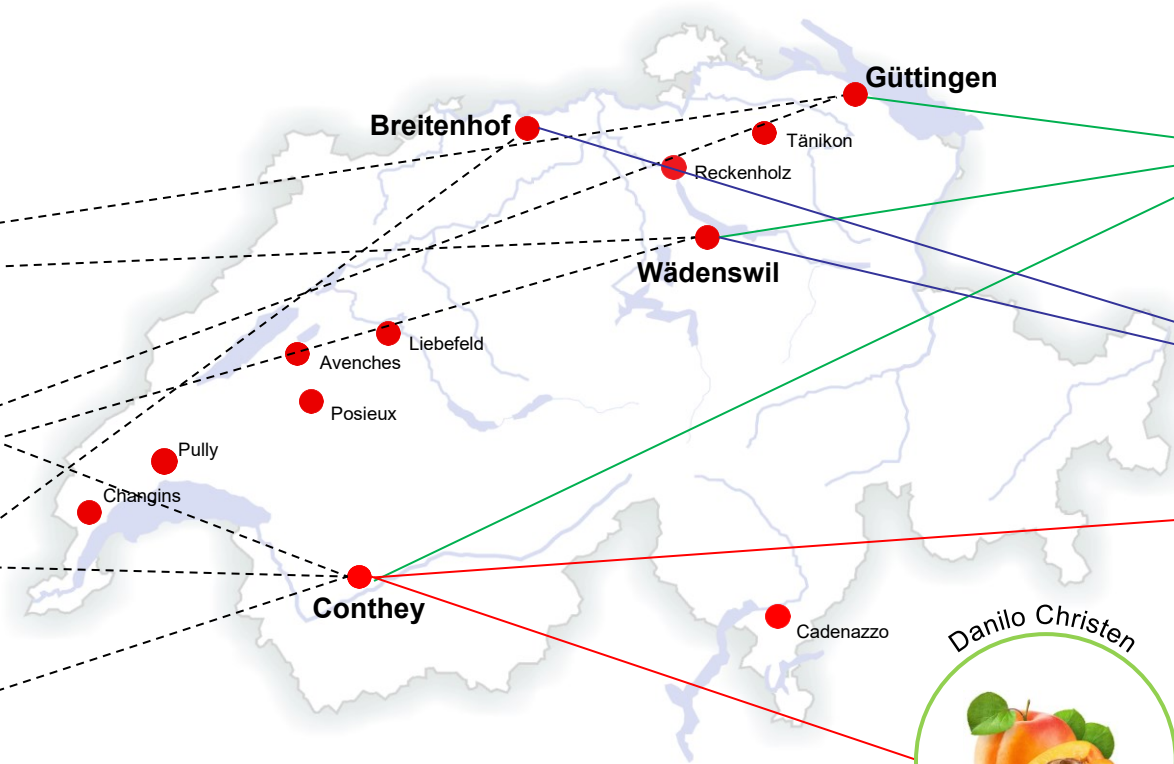 Güttingen
Breitenhof
Tänikon
Reckenholz
Wädenswil
Liebefeld
Avenches
Posieux
Pully
Changins
Conthey
Danilo Christen
Cadenazzo